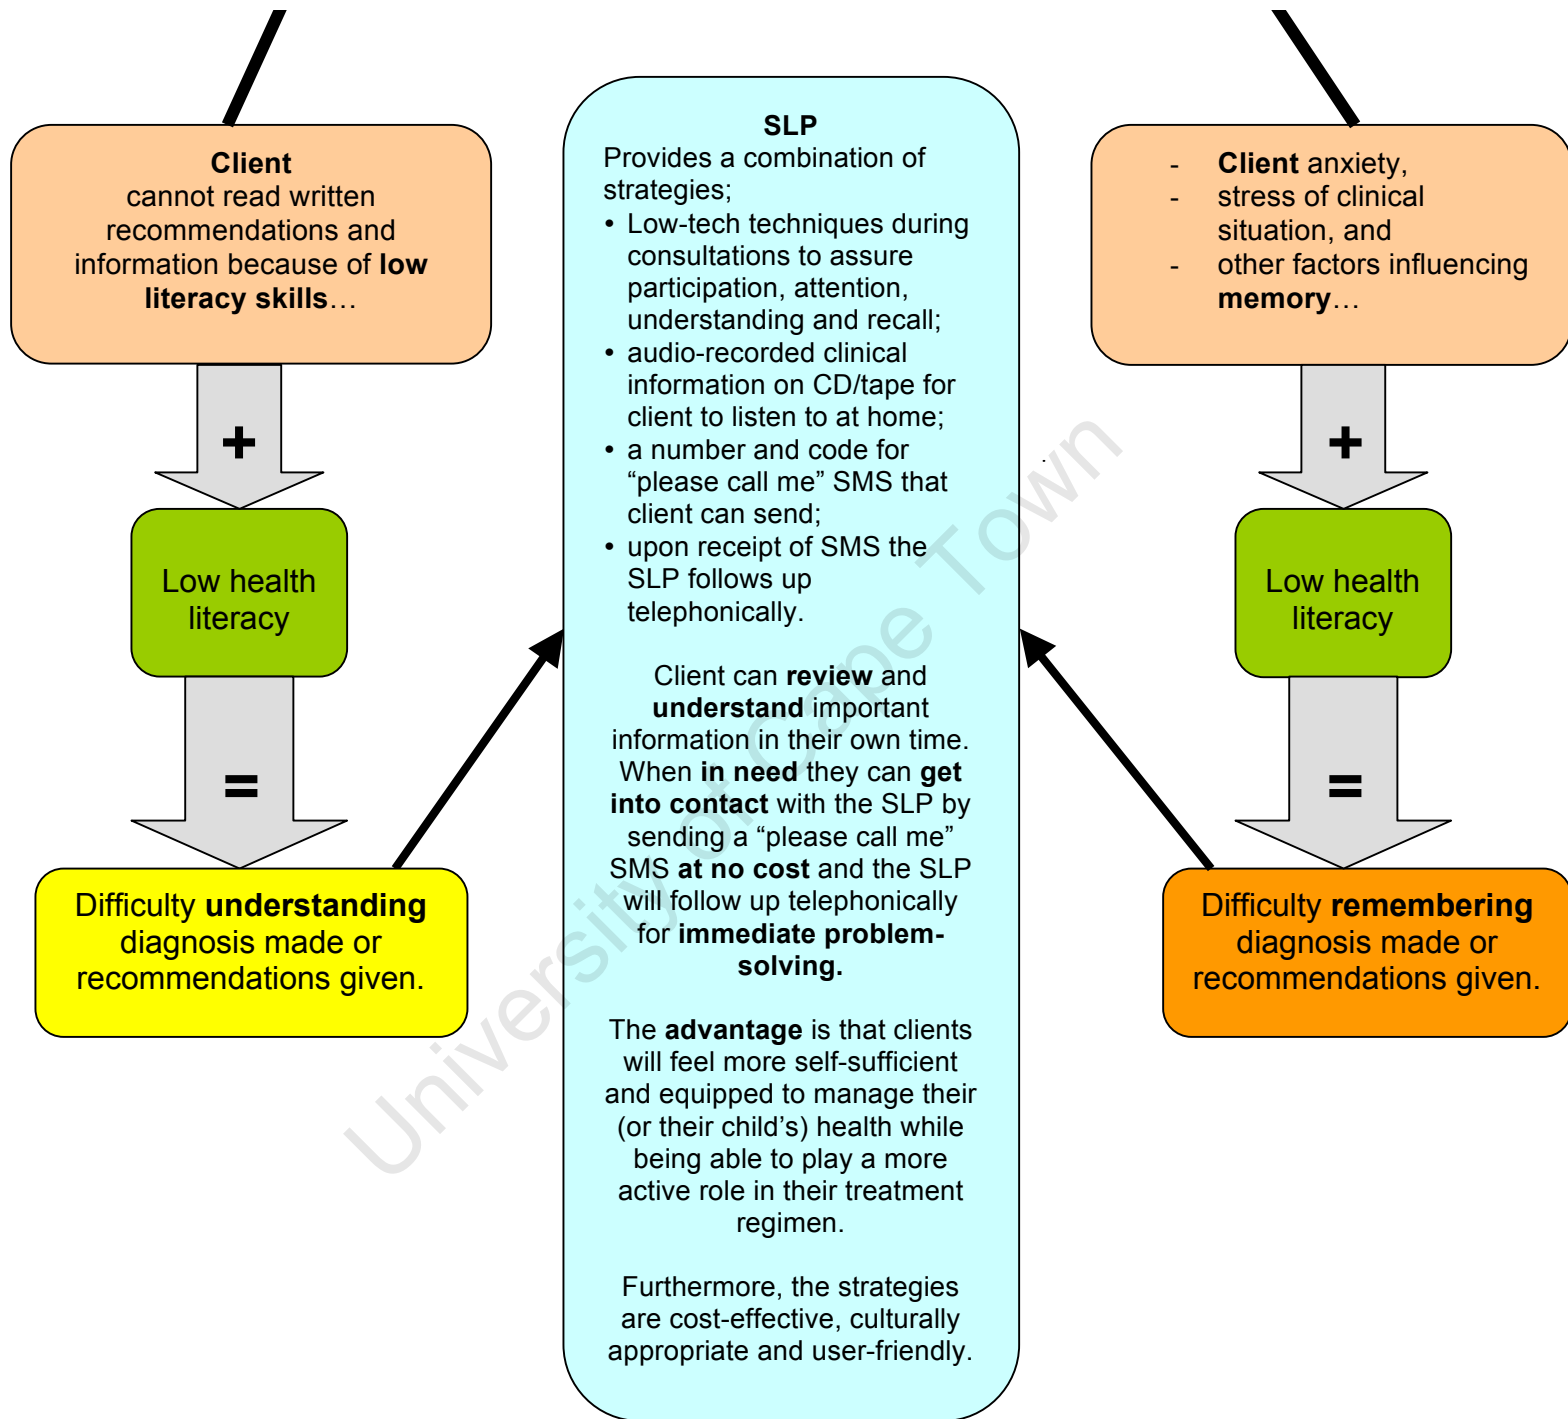 Client
cannot read written
recommendations and
information because of low
literacy skills…
+
Low health
literacy
=
Difficulty understanding
diagnosis made or
recommendations given.
SLP
Provides a combination of
strategies;
• Low-tech techniques during
consultations to assure
participation, attention,
understanding and recall;
• audio-recorded clinical
information on CD/tape for
client to listen to at home;
• a number and code for
“please call me” SMS that
client can send;
• upon receipt of SMS the
SLP follows up
telephonically.
Client can review and
understand important
information in their own time.
When in need they can get
into contact with the SLP by
sending a “please call me”
SMS at no cost and the SLP
will follow up telephonically
for immediate problem-
solving.
The advantage is that clients
will feel more self-sufficient
and equipped to manage their
(or their child’s) health while
being able to play a more
active role in their treatment
regimen.
Furthermore, the strategies
are cost-effective, culturally
appropriate and user-friendly.
- Client anxiety,
- stress of clinical
situation, and
- other factors influencing
memory…
+
Low health
literacy
=
Difficulty remembering
diagnosis made or
recommendations given.
University of Cape Town